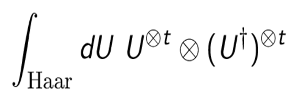 ∫_Haar dU U^{⊗t} ⊗ (U^†)^{⊗t}